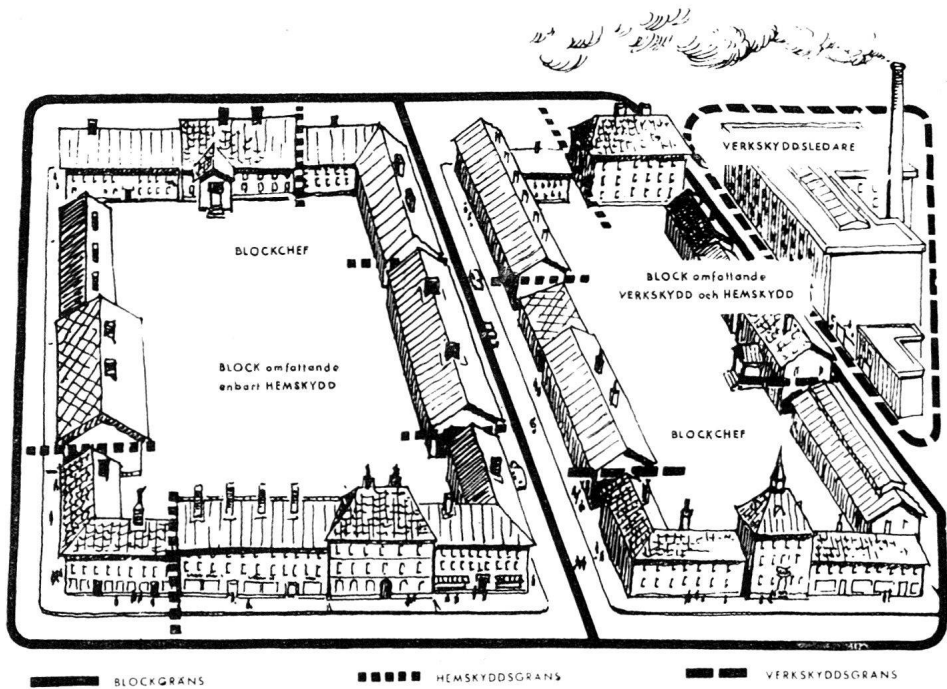 VERKSKYDDSLEDARE
BLOCKCHEF
BLOCK omfattande
VERKSKYDD och HEMSKYDD
BLOCK omfattande
enbart HEMSKYDD
BLOCKCHEF
BLOCKGRÄNS
HEMSKYDDSGRÄNS
VERKSKYDDSGRÄNS